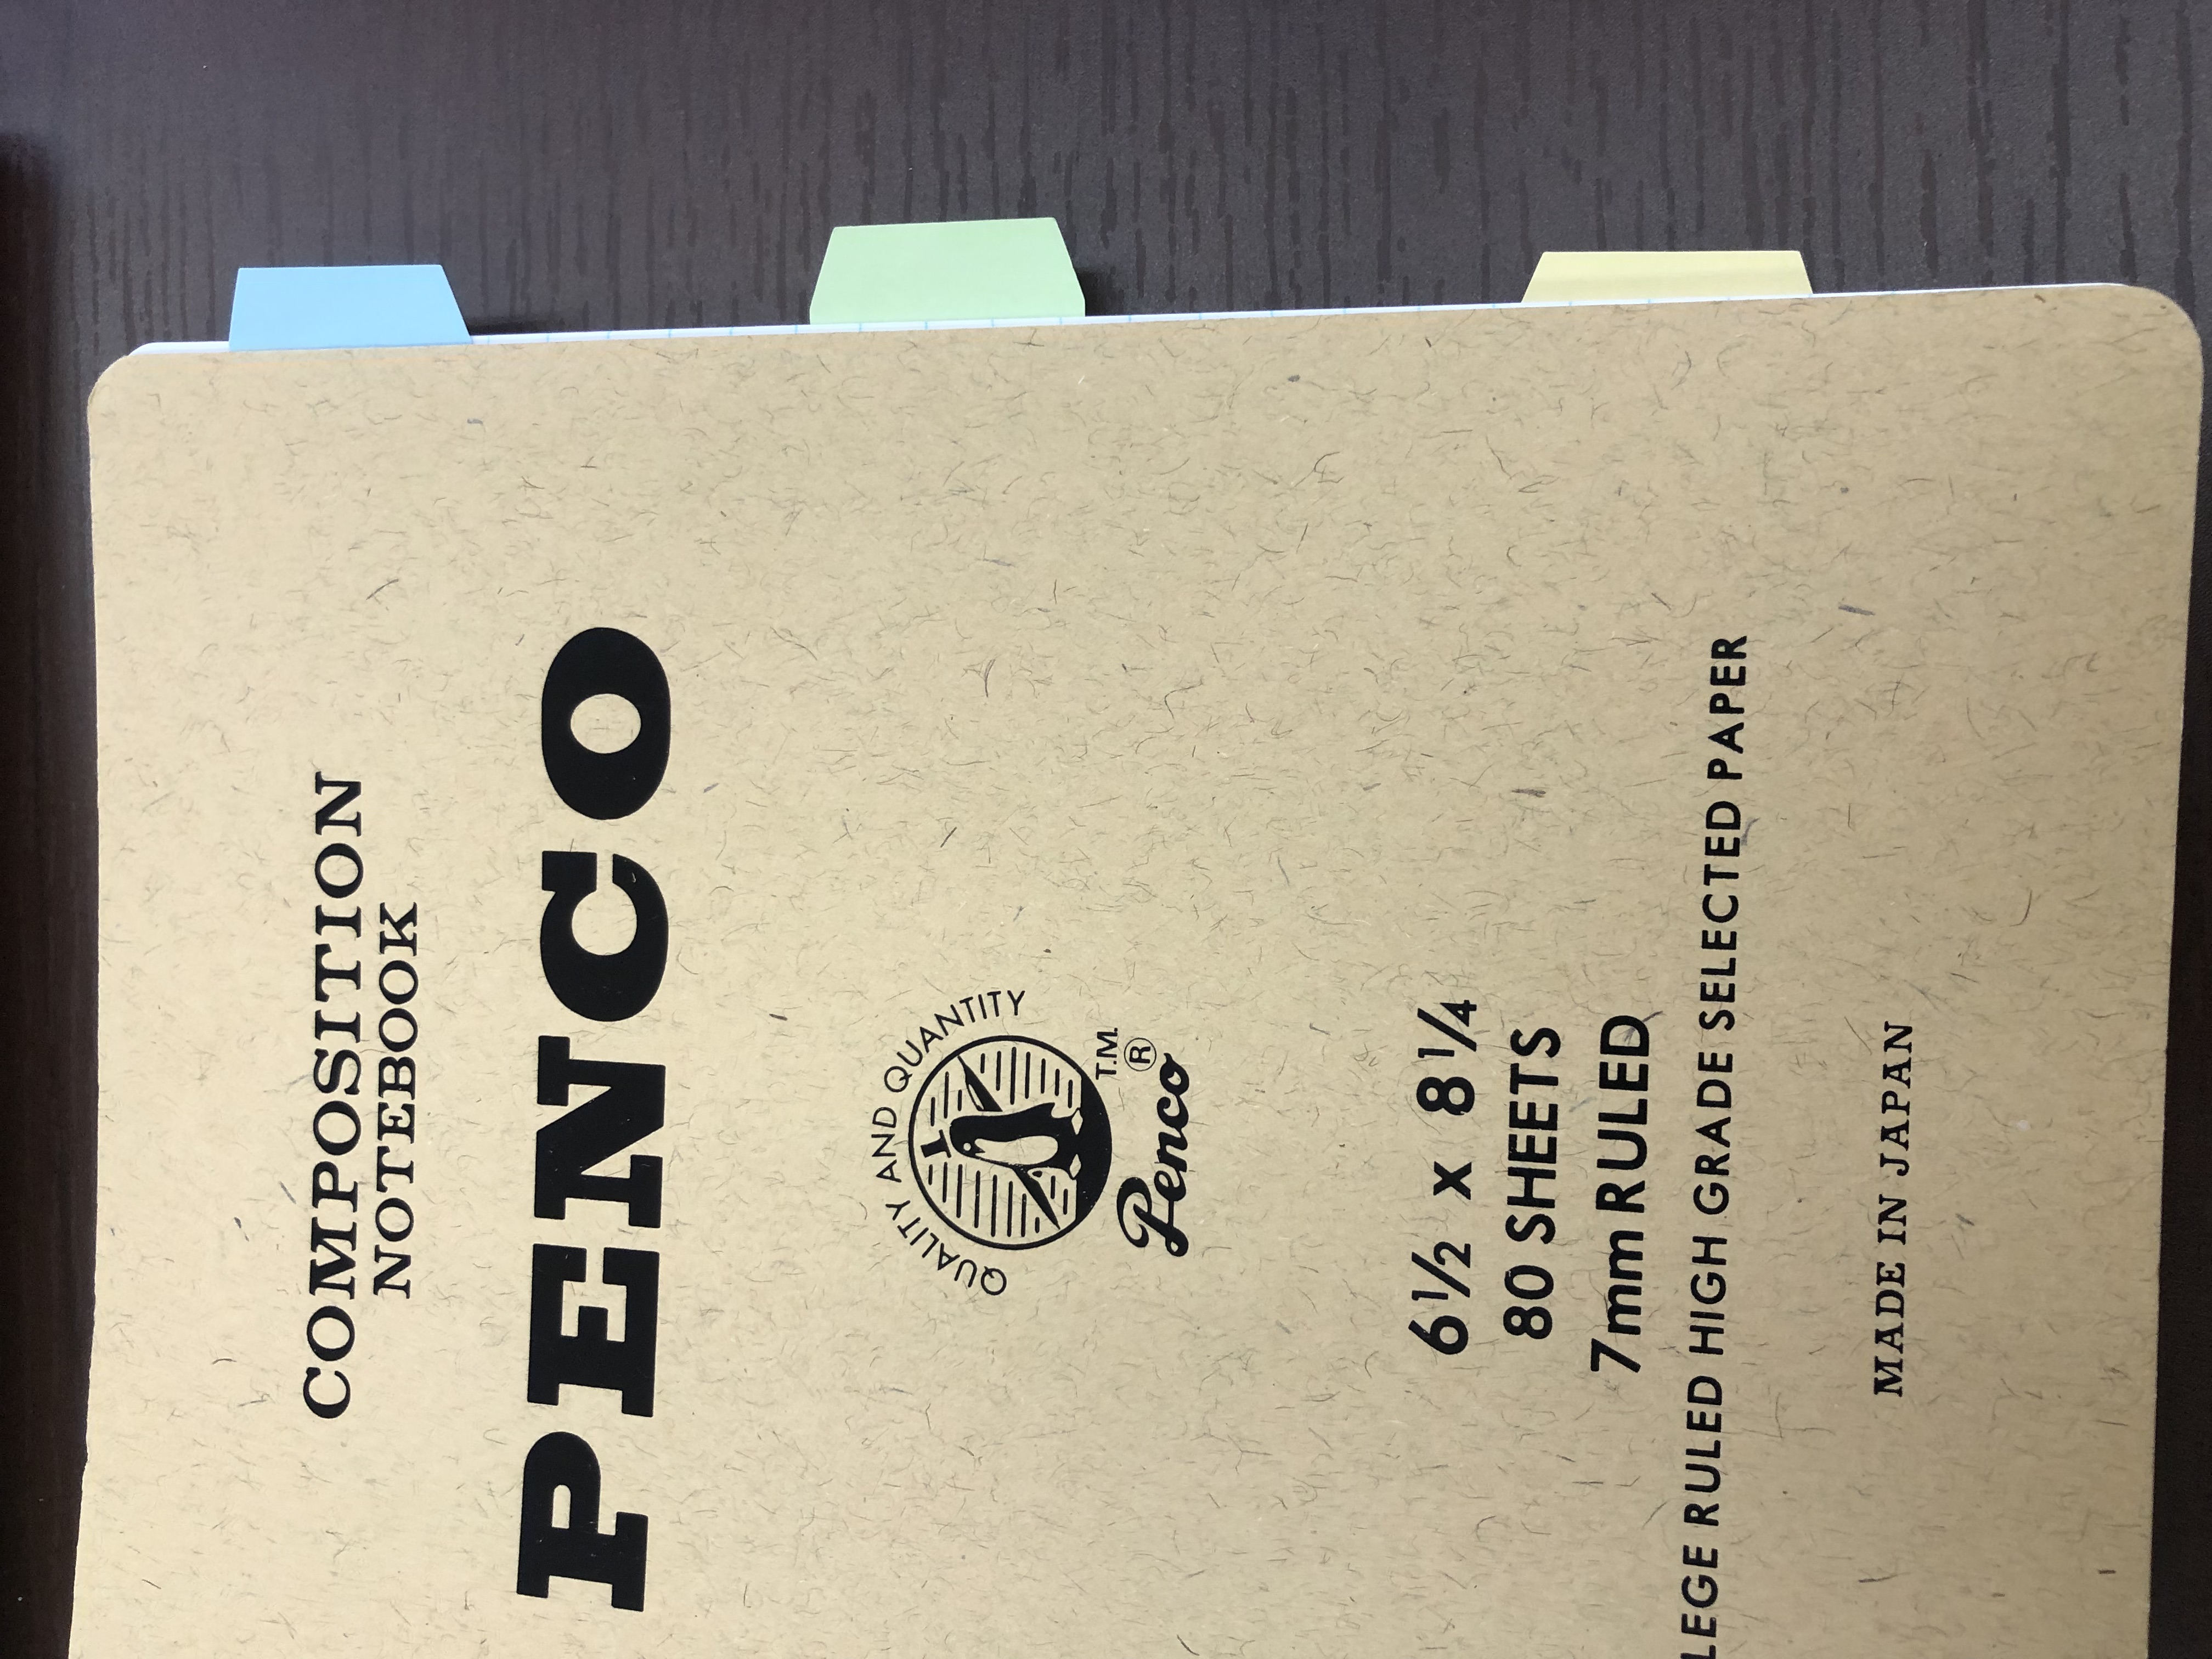 COMPOSITION
NOTEBOOK
PENCO
QUALITY AND QUANTITY
T.M.
Penco®
6½ x 8¼
80 SHEETS
7mm RULED
LEGE RULED HIGH GRADE SELECTED PAPER
MADE IN JAPAN